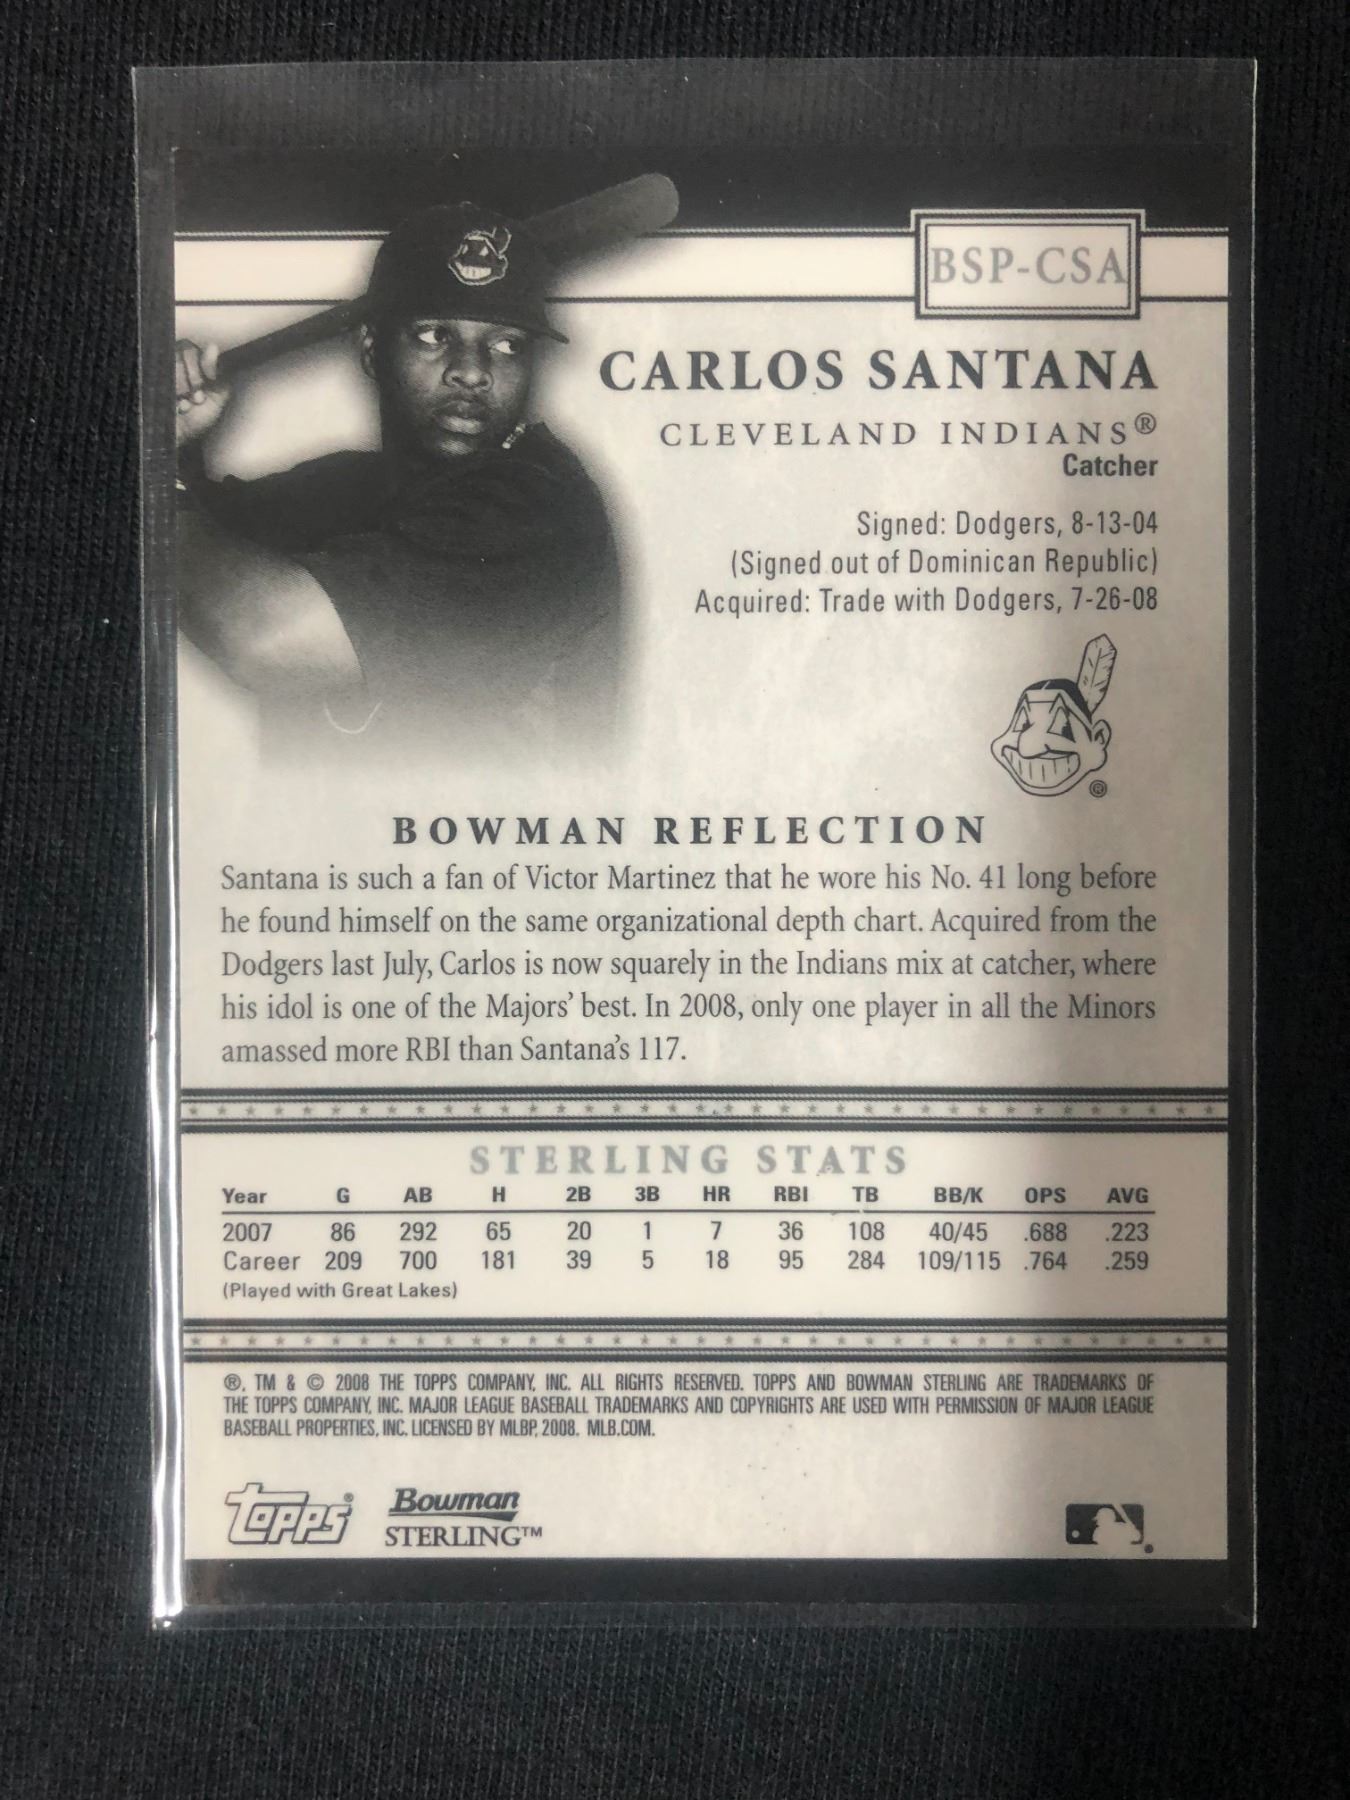 BSP-CSA
CARLOS SANTANA
CLEVELAND INDIANS®
Catcher
Signed: Dodgers, 8-13-04
(Signed out of Dominican Republic)
Acquired: Trade with Dodgers, 7-26-08
®
BOWMAN REFLECTION
Santana is such a fan of Victor Martinez that he wore his No. 41 long before
he found himself on the same organizational depth chart. Acquired from the
Dodgers last July, Carlos is now squarely in the Indians mix at catcher, where
his idol is one of the Majors' best. In 2008, only one player in all the Minors
amassed more RBI than Santana's 117.
STERLING STATS
Year G AB H 2B 3B HR RBI TB BB/K OPS AVG
2007 86 292 65 20 1 7 36 108 40/45 .688 .223
Career 209 700 181 39 5 18 95 284 109/115 .764 .259
(Played with Great Lakes)
®, TM & © 2008 THE TOPPS COMPANY, INC. ALL RIGHTS RESERVED. TOPPS AND BOWMAN STERLING ARE TRADEMARKS OF
THE TOPPS COMPANY, INC. MAJOR LEAGUE BASEBALL TRADEMARKS AND COPYRIGHTS ARE USED WITH PERMISSION OF MAJOR LEAGUE
BASEBALL PROPERTIES, INC. LICENSED BY MLBP, 2008. MLB.COM.
Topps® Bowman
STERLING™